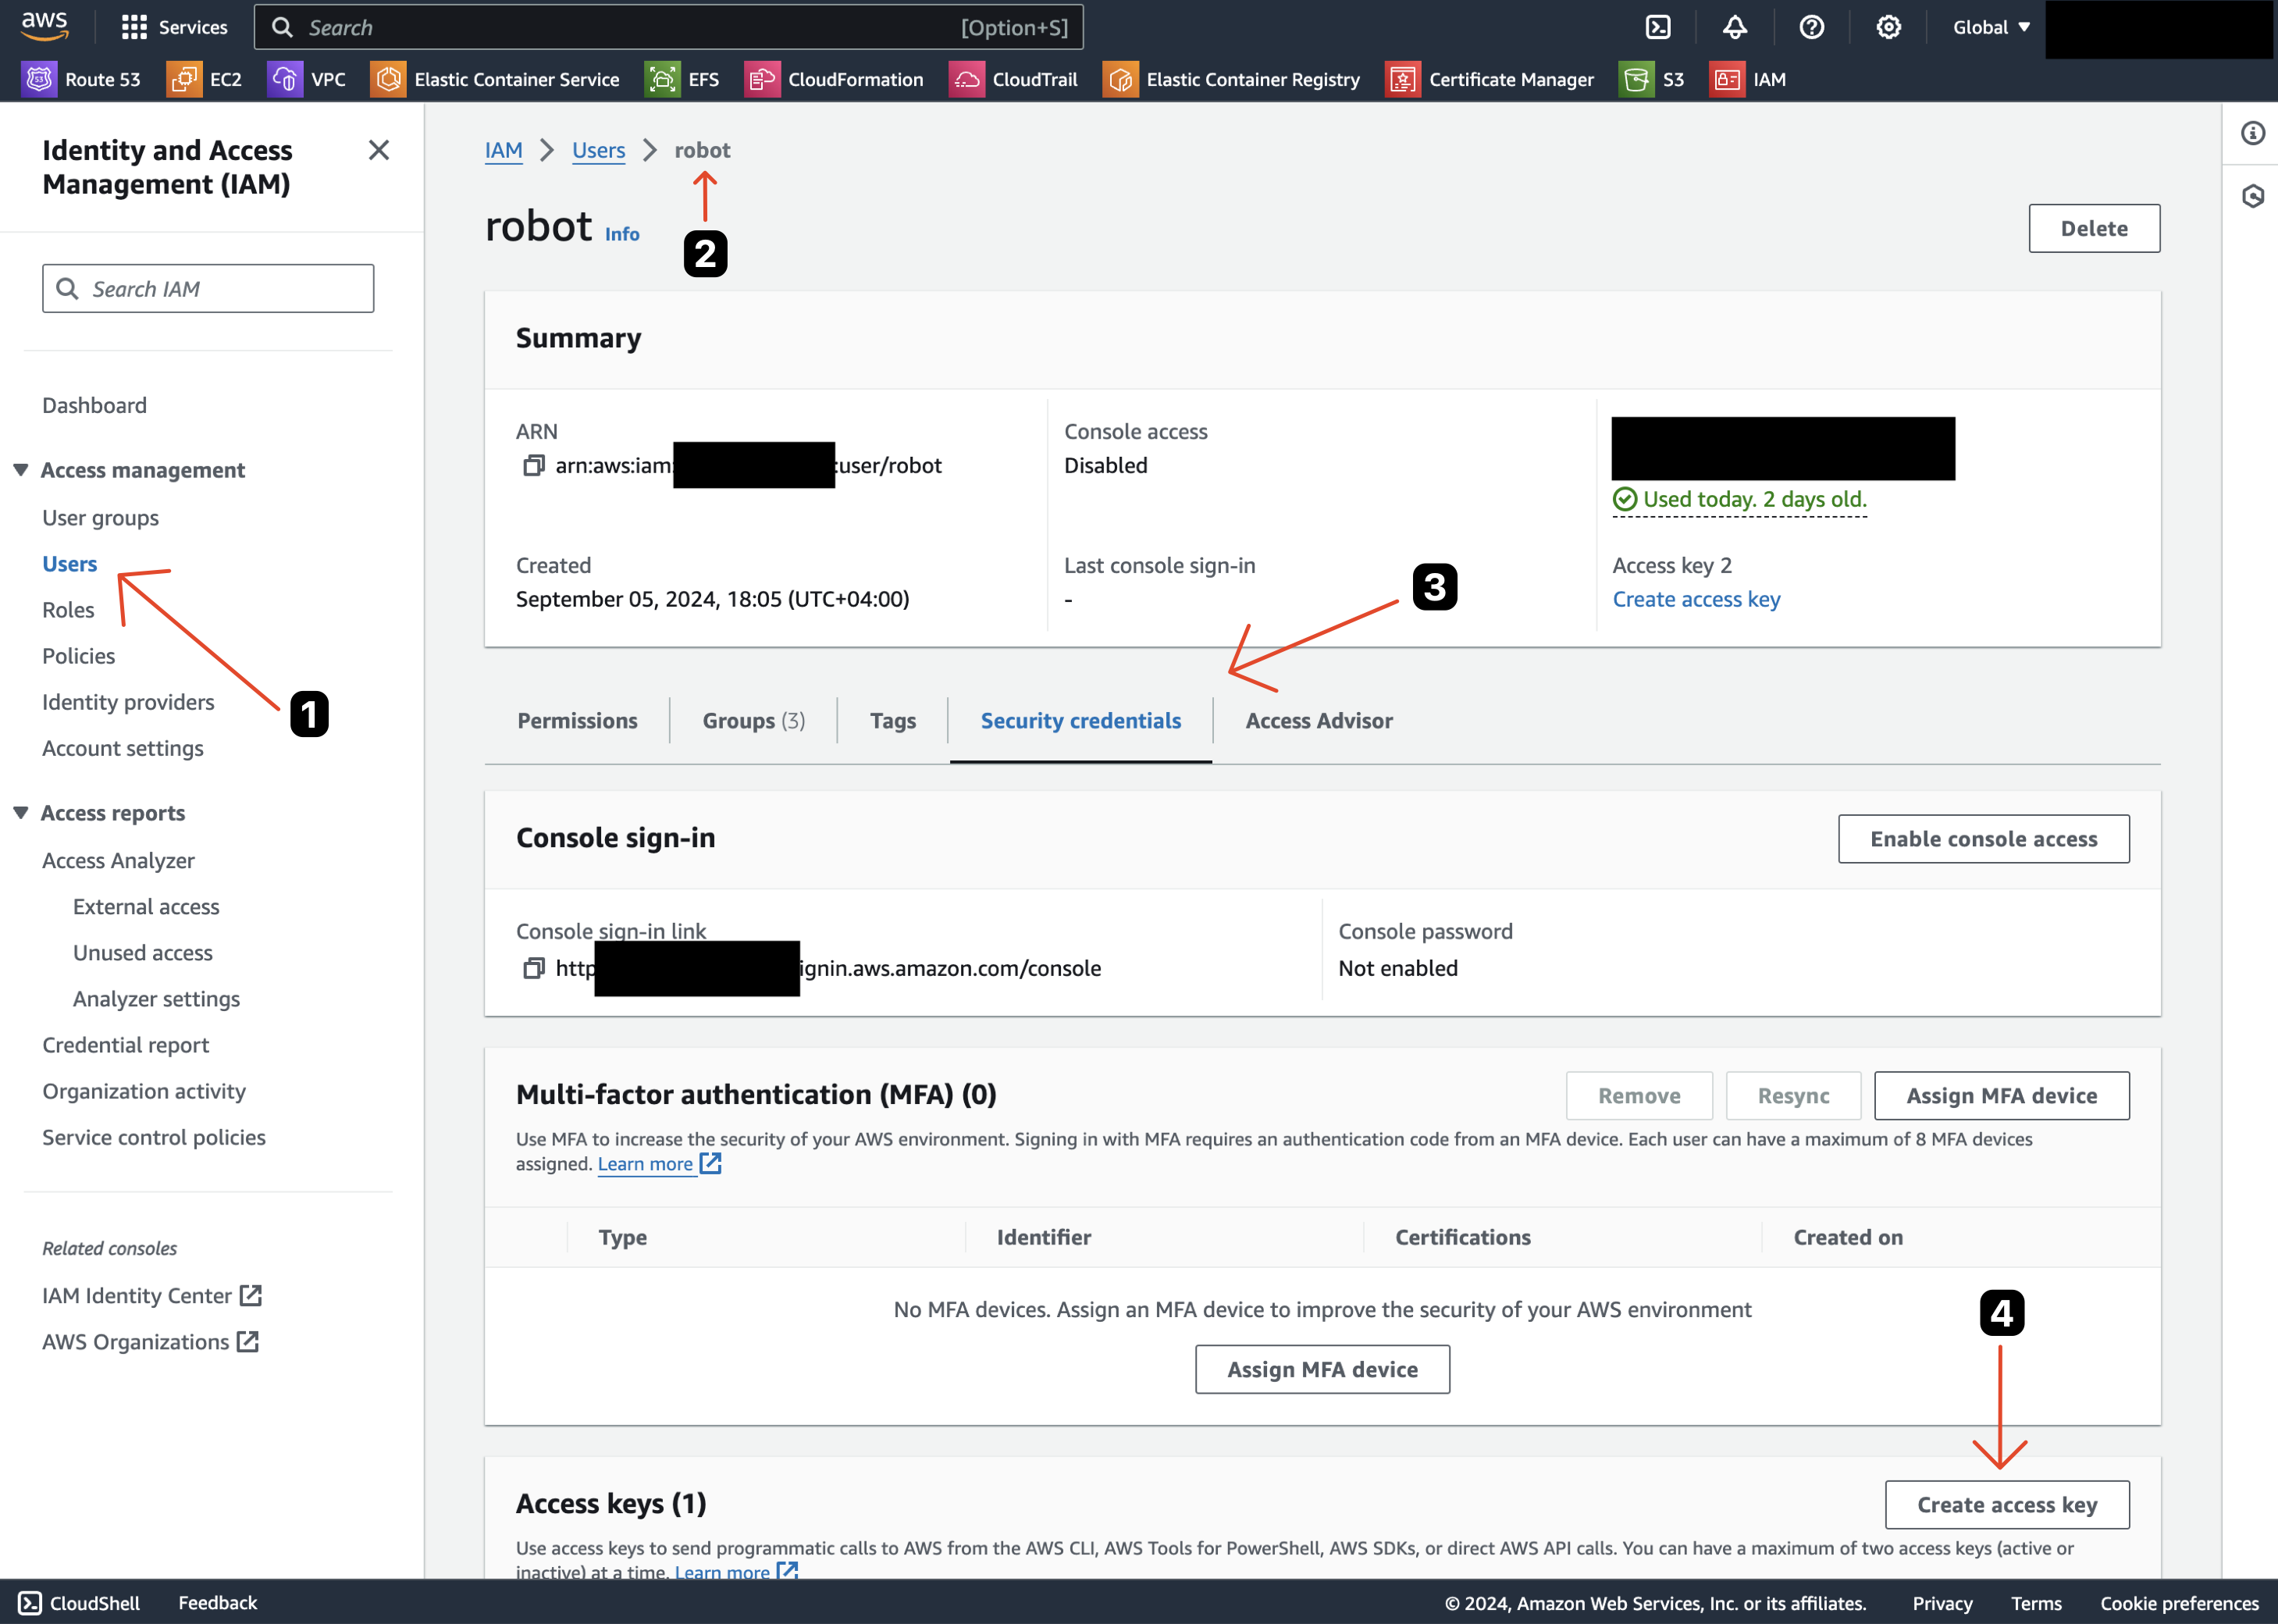 aws Services Search [Option+S] Global
Route 53 EC2 VPC Elastic Container Service EFS CloudFormation CloudTrail Elastic Container Registry Certificate Manager S3 IAM
Identity and Access
Management (IAM)
Search IAM
Dashboard
Access management
User groups
Users
Roles
Policies
Identity providers
Account settings
1
Access reports
Access Analyzer
External access
Unused access
Analyzer settings
Credential report
Organization activity
Service control policies
Related consoles
IAM Identity Center
AWS Organizations
IAM Users robot
robot Info
2
Delete
Summary
ARN
arn:aws:iam: :user/robot
Console access
Disabled
Used today. 2 days old.
Created
September 05, 2024, 18:05 (UTC+04:00)
Last console sign-in
-
Access key 2
Create access key
3
Permissions Groups (3) Tags Security credentials Access Advisor
Console sign-in
Enable console access
Console sign-in link
http ignin.aws.amazon.com/console
Console password
Not enabled
Multi-factor authentication (MFA) (0)
Remove Resync Assign MFA device
Use MFA to increase the security of your AWS environment. Signing in with MFA requires an authentication code from an MFA device. Each user can have a maximum of 8 MFA devices
assigned. Learn more
Type Identifier Certifications Created on
No MFA devices. Assign an MFA device to improve the security of your AWS environment
Assign MFA device
4
Access keys (1)
Create access key
Use access keys to send programmatic calls to AWS from the AWS CLI, AWS Tools for PowerShell, AWS SDKs, or direct AWS API calls. You can have a maximum of two access keys (active or
inactive) at a time. Learn more
CloudShell Feedback © 2024, Amazon Web Services, Inc. or its affiliates. Privacy Terms Cookie preferences